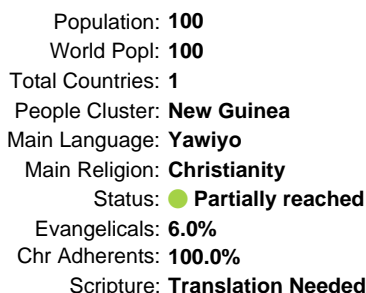 Population: 100
World Popl: 100
Total Countries: 1
People Cluster: New Guinea
Main Language: Yawiyo
Main Religion: Christianity
Status: Partially reached
Evangelicals: 6.0%
Chr Adherents: 100.0%
Scripture: Translation Needed